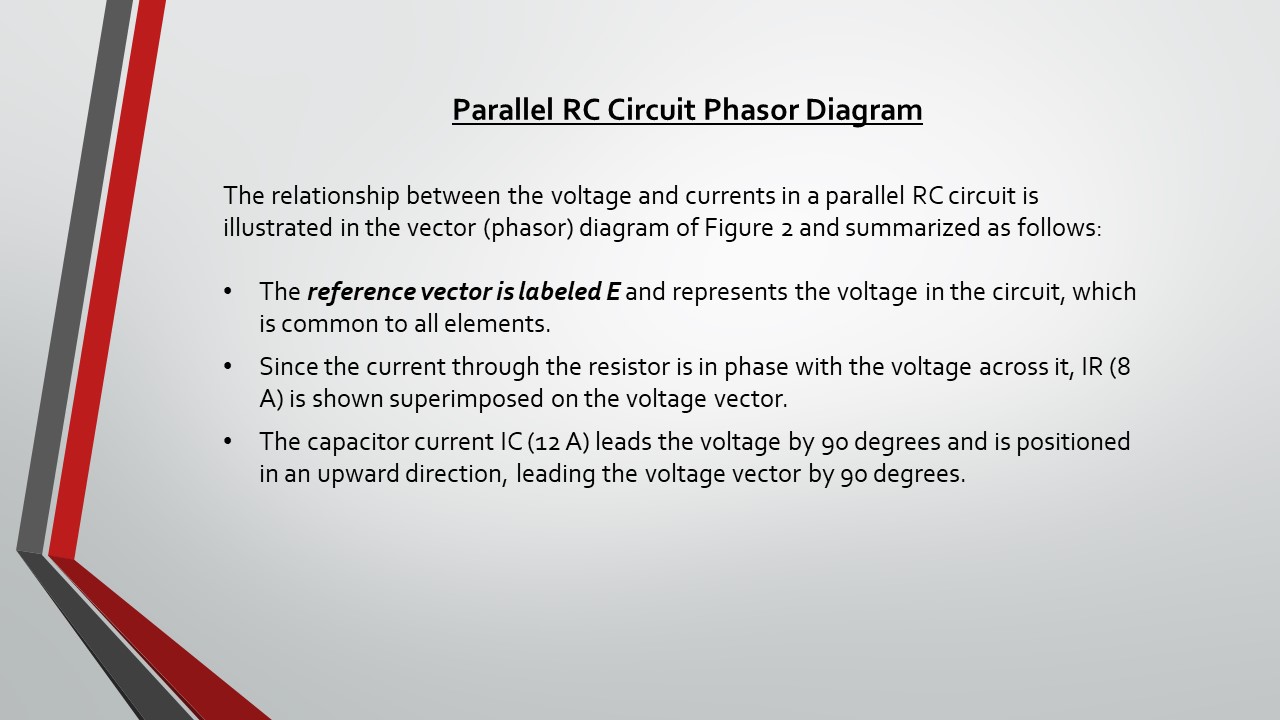 Parallel RC Circuit Phasor Diagram
The relationship between the voltage and currents in a parallel RC circuit is
illustrated in the vector (phasor) diagram of Figure 2 and summarized as follows:
• The reference vector is labeled E and represents the voltage in the circuit, which
is common to all elements.
• Since the current through the resistor is in phase with the voltage across it, IR (8
A) is shown superimposed on the voltage vector.
• The capacitor current IC (12 A) leads the voltage by 90 degrees and is positioned
in an upward direction, leading the voltage vector by 90 degrees.